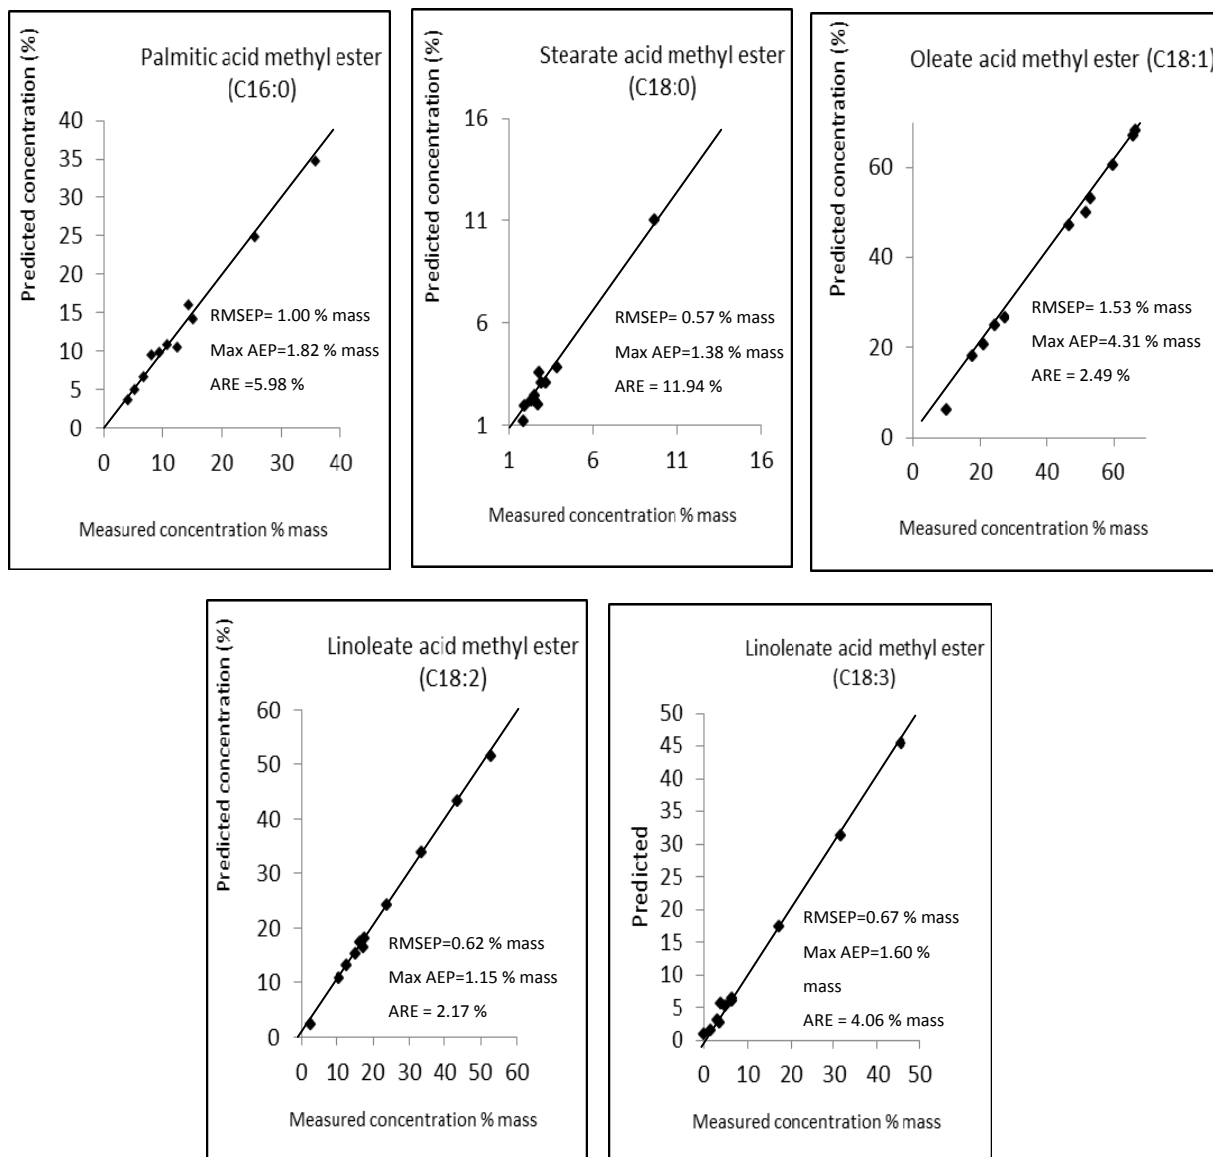 Predicted concentration (%)
Palmitic acid methyl ester
(C16:0)
40
35
30
25
20
15
10
5
0
RMSEP= 1.00 % mass
Max AEP=1.82 % mass
ARE =5.98 %
0 10 20 30 40
Measured concentration % mass
Predicted concentration (%)
Stearate acid methyl ester
(C18:0)
16
11
6
1
RMSEP= 0.57 % mass
Max AEP=1.38 % mass
ARE = 11.94 %
1 6 11 16
Measured concentration % mass
Predicted concentration (%)
Oleate acid methyl ester (C18:1)
60
40
20
0
RMSEP= 1.53 % mass
Max AEP=4.31 % mass
ARE = 2.49 %
0 20 40 60
Measured concentration % mass
Predicted concentration (%)
Linoleate acid methyl ester
(C18:2)
60
50
40
30
20
10
0
RMSEP=0.62 % mass
Max AEP=1.15 % mass
ARE = 2.17 %
0 10 20 30 40 50 60
Measured concentration % mass
Predicted
Linolenate acid methyl ester
(C18:3)
50
45
40
35
30
25
20
15
10
5
0
RMSEP=0.67 % mass
Max AEP=1.60 %
mass
ARE = 4.06 % mass
0 10 20 30 40 50
Measured concentration % mass